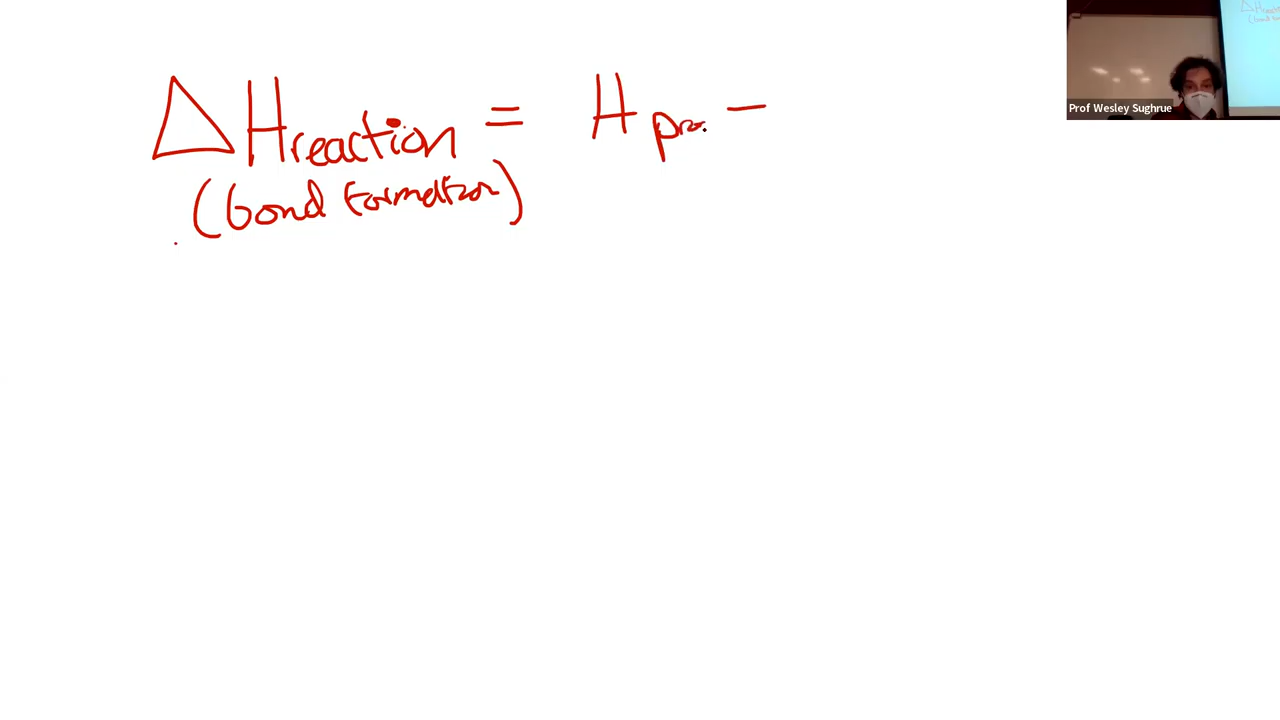 ΔHreaction = Hpro -
(bond formation)
Prof Wesley Sughrue